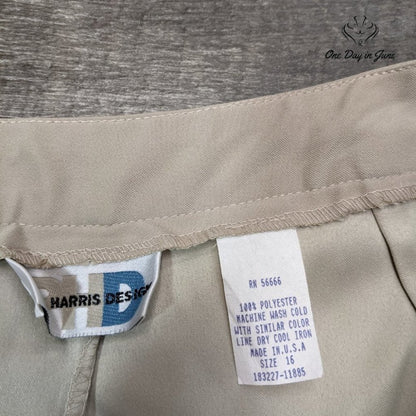 One Day in June
HARRIS DESIGN
RN 56666
100% POLYESTER
MACHINE WASH COLD
WITH SIMILAR COLOR
LINE DRY COOL IRON
MADE IN U.S.A
SIZE 16
183227-11885